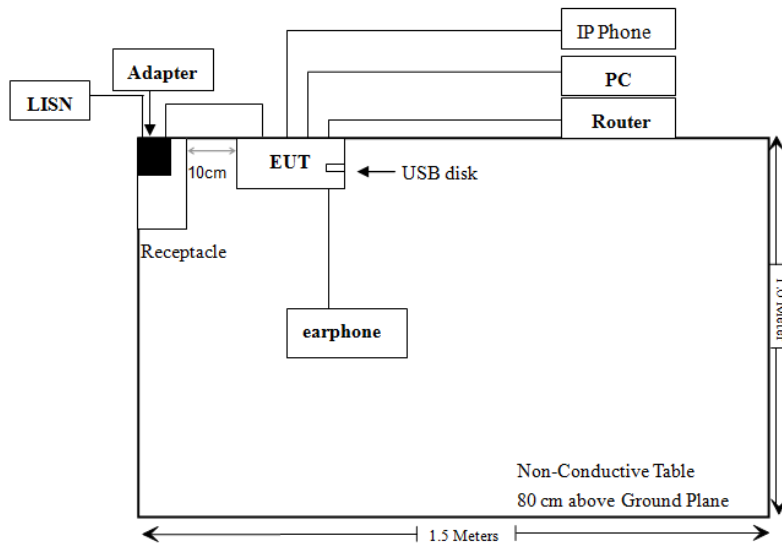 IP Phone
Adapter
PC
LISN
Router
EUT
10cm
USB disk
Receptacle
earphone
Non-Conductive Table
80 cm above Ground Plane
1.5 Meters